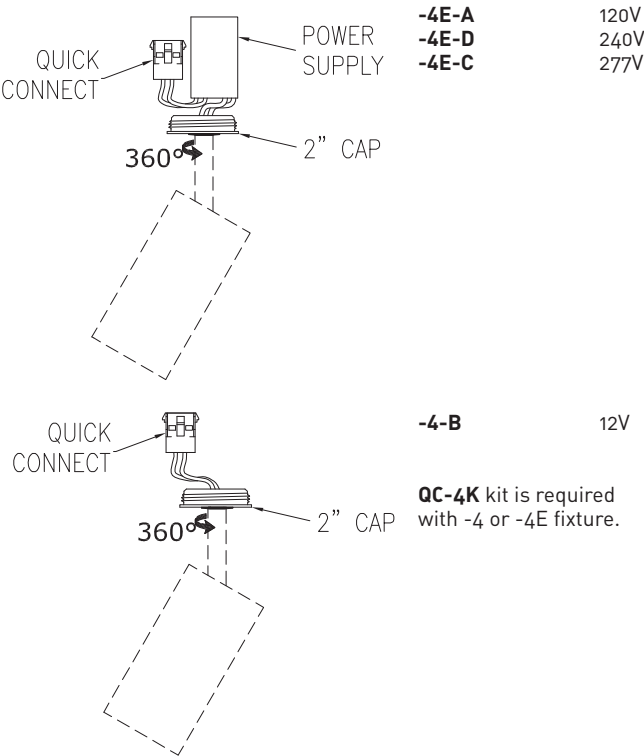 POWER
SUPPLY
QUICK
CONNECT
2” CAP
360°
-4E-A 120V
-4E-D 240V
-4E-C 277V
QUICK
CONNECT
2” CAP
360°
-4-B 12V
QC-4K kit is required
with -4 or -4E fixture.